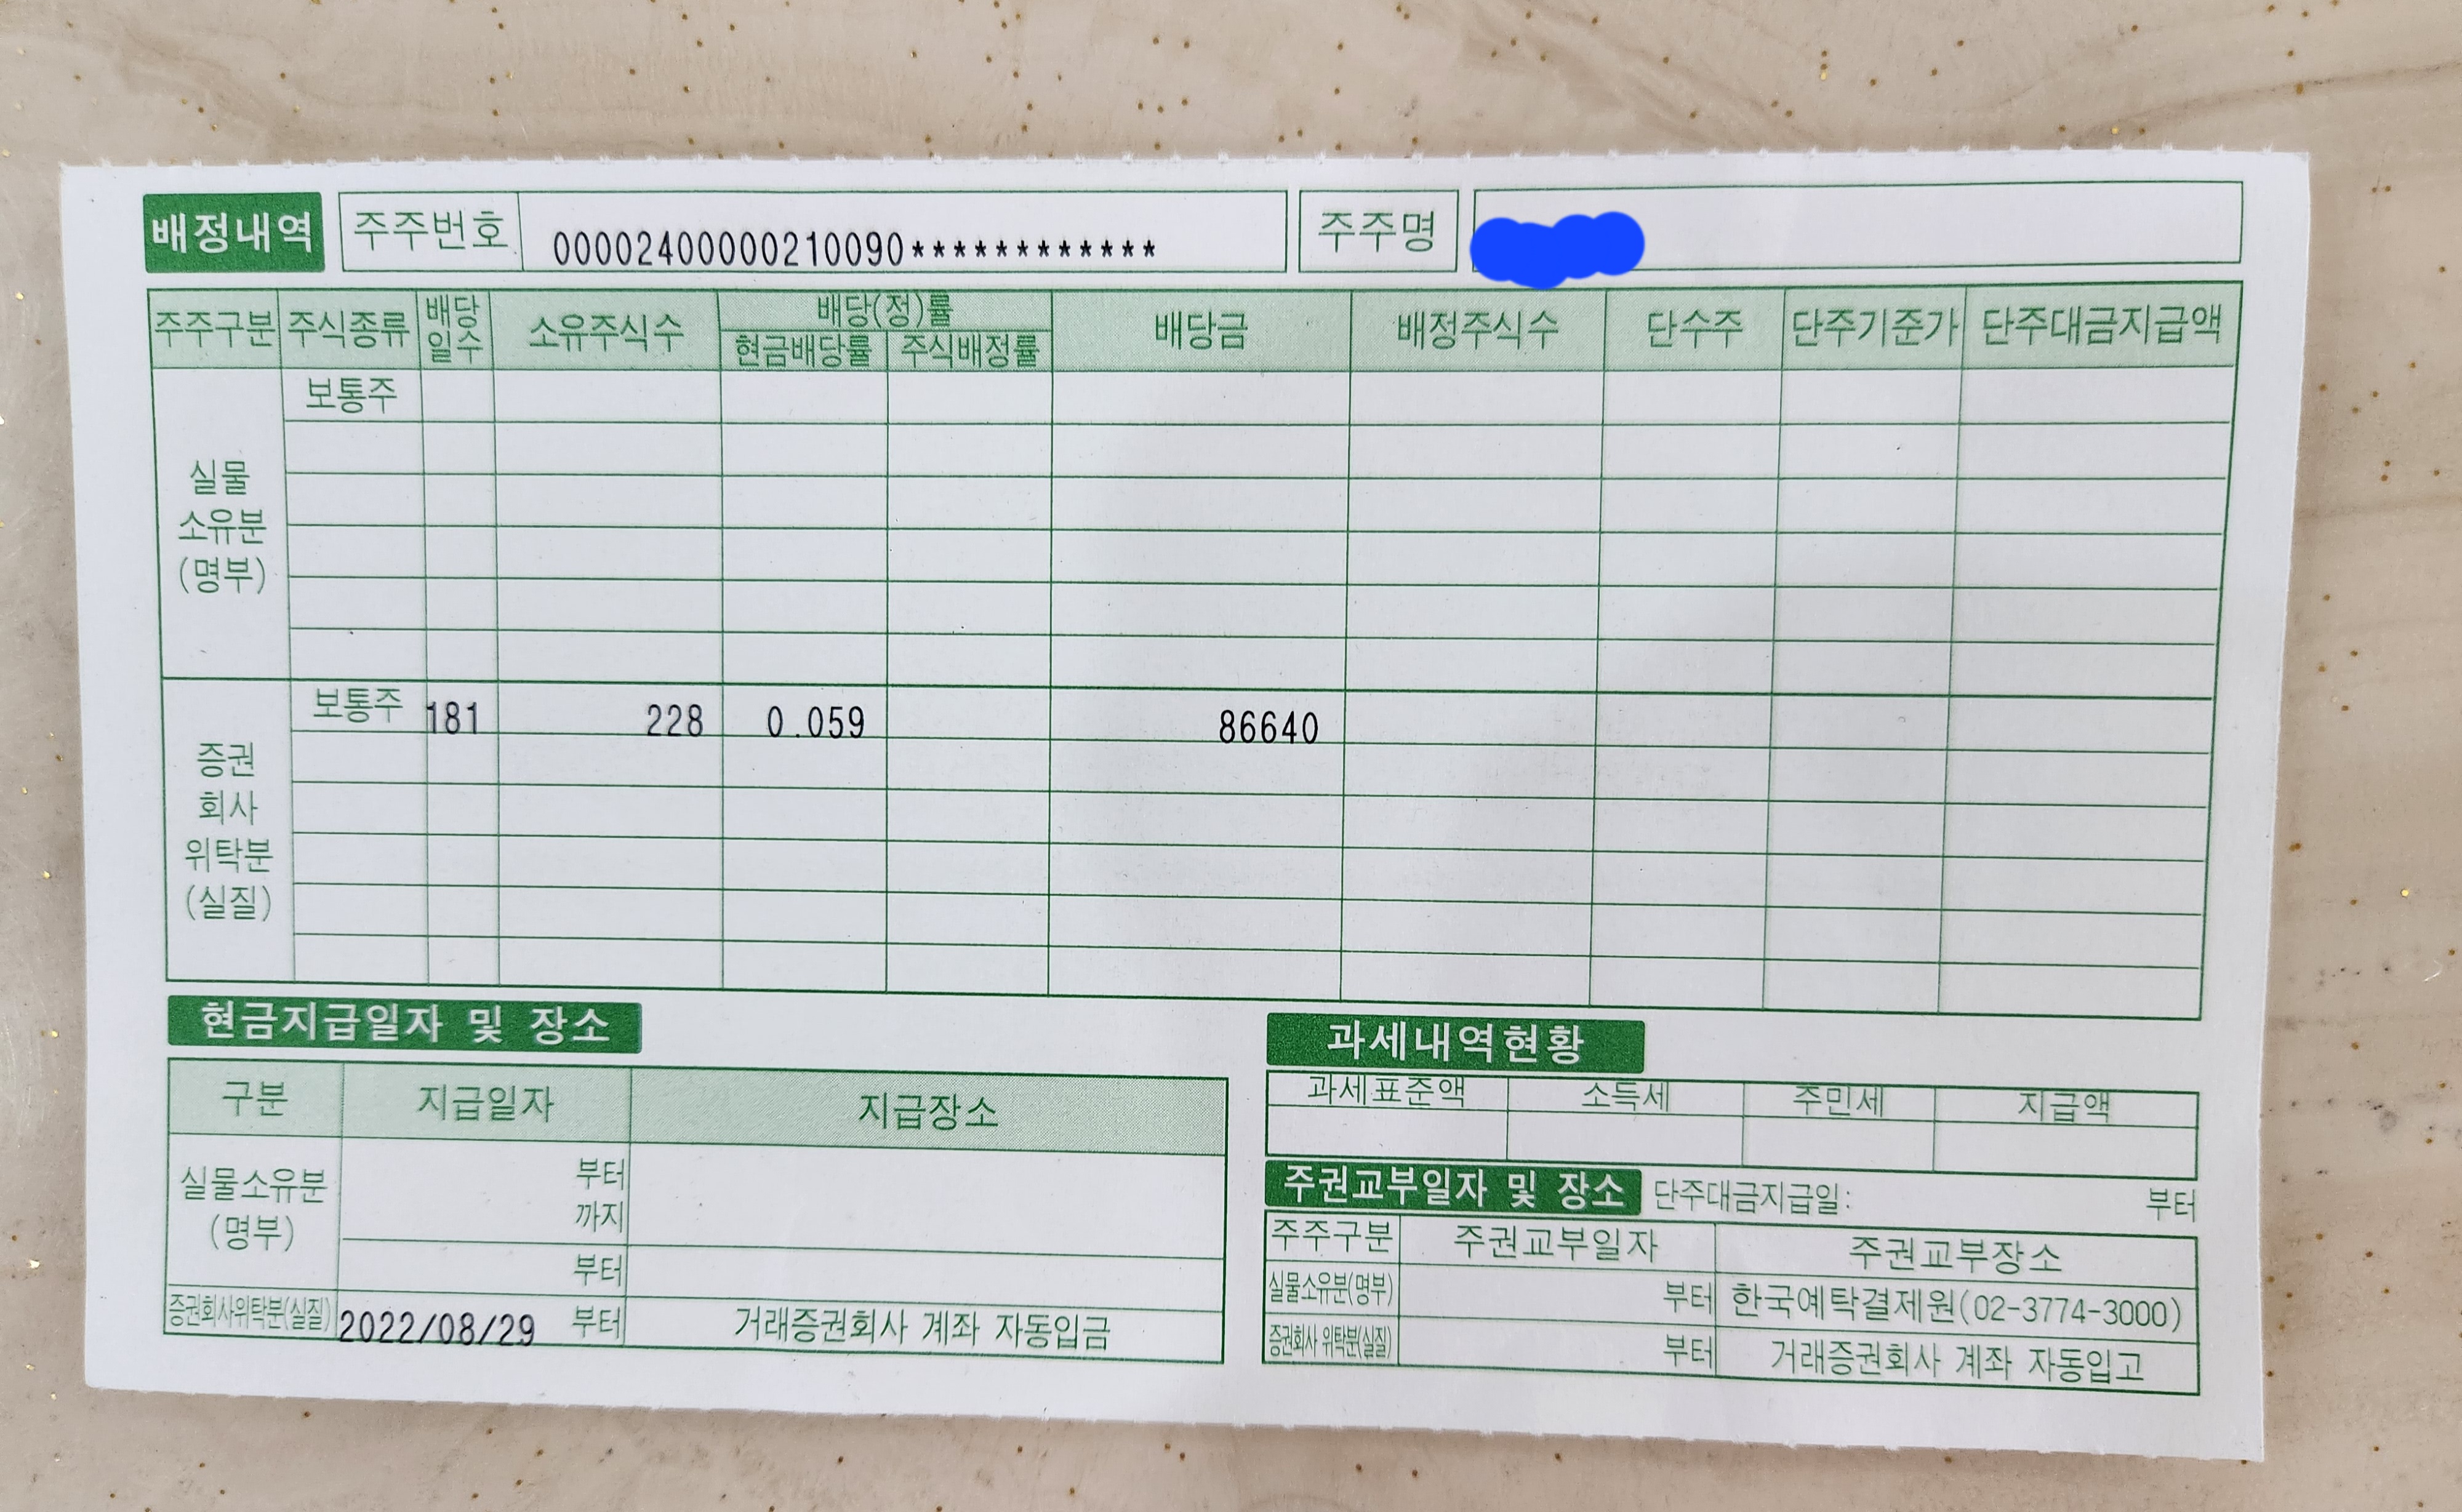 배정내역 주주번호 00002400000210090************ 주주명
주주구분 주식종류 배당일수 소유주식수 배당(정)률 배당금 배정주식수 단수주 단주기준가 단주대금지급액
현금배당률 주식배정률
실물소유분(명부) 보통주
증권회사위탁분(실질) 보통주 181 228 0.059 86640
현금지급일자 및 장소
구분 지급일자 지급장소
실물소유분(명부) 부터
까지
부터
증권회사위탁분(실질) 2022/08/29 부터 거래증권회사 계좌 자동입금
과세내역현황
과세표준액 소득세 주민세 지급액
주권교부일자 및 장소 단주대금지급일: 부터
주주구분 주권교부일자 주권교부장소
실물소유분(명부) 부터 한국예탁결제원(02-3774-3000)
증권회사 위탁분(실질) 부터 거래증권회사 계좌 자동입고